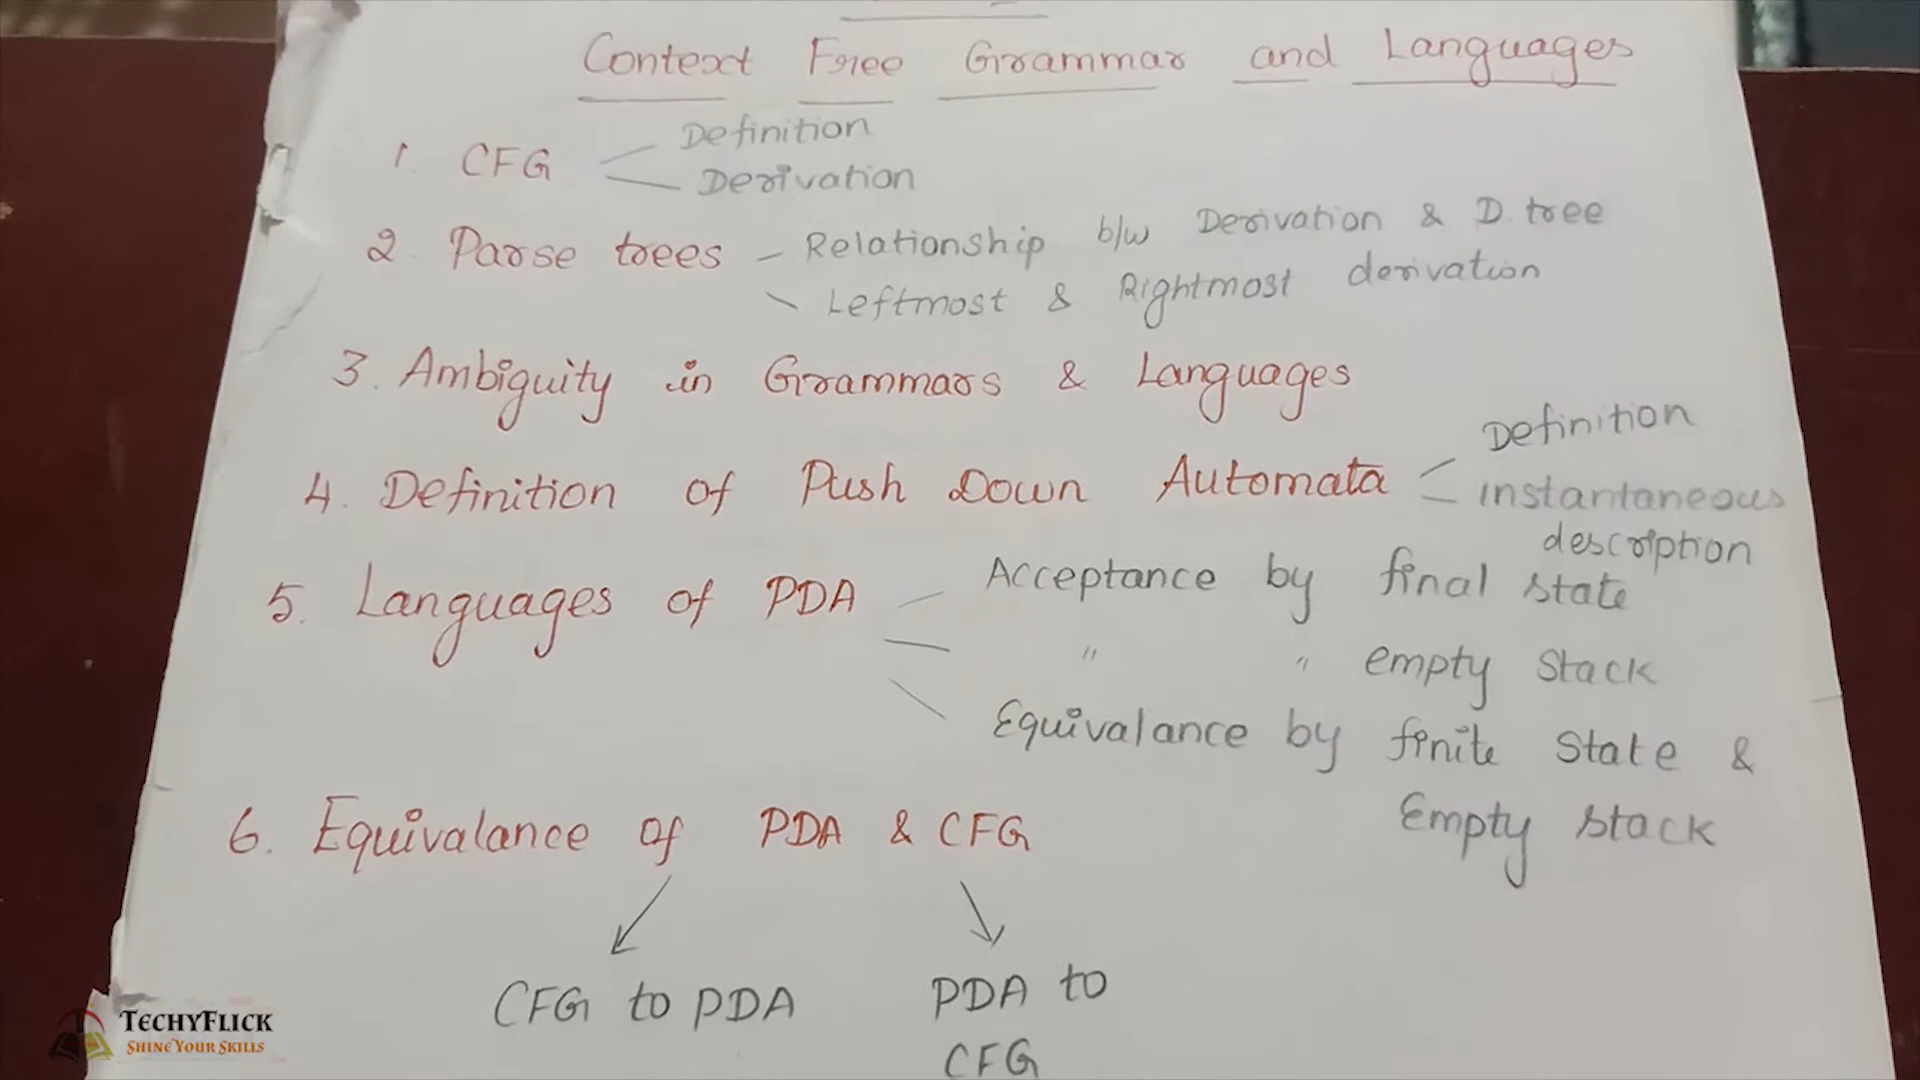 Context Free Grammar and Languages
1. CFG
Definition
Derivation
2. Parse trees - Relationship b/w Derivation & D. tree
Leftmost & Rightmost derivation
3. Ambiguity in Grammars & Languages
4. Definition of Push Down Automata
Definition
instantaneous
description
5. Languages of PDA
Acceptance by final state
" " empty stack
Equivalance by finite state &
Empty stack
6. Equivalance of PDA & CFG
CFG to PDA
PDA to
CFG
TECHYFLICK
SHINE YOUR SKILLS